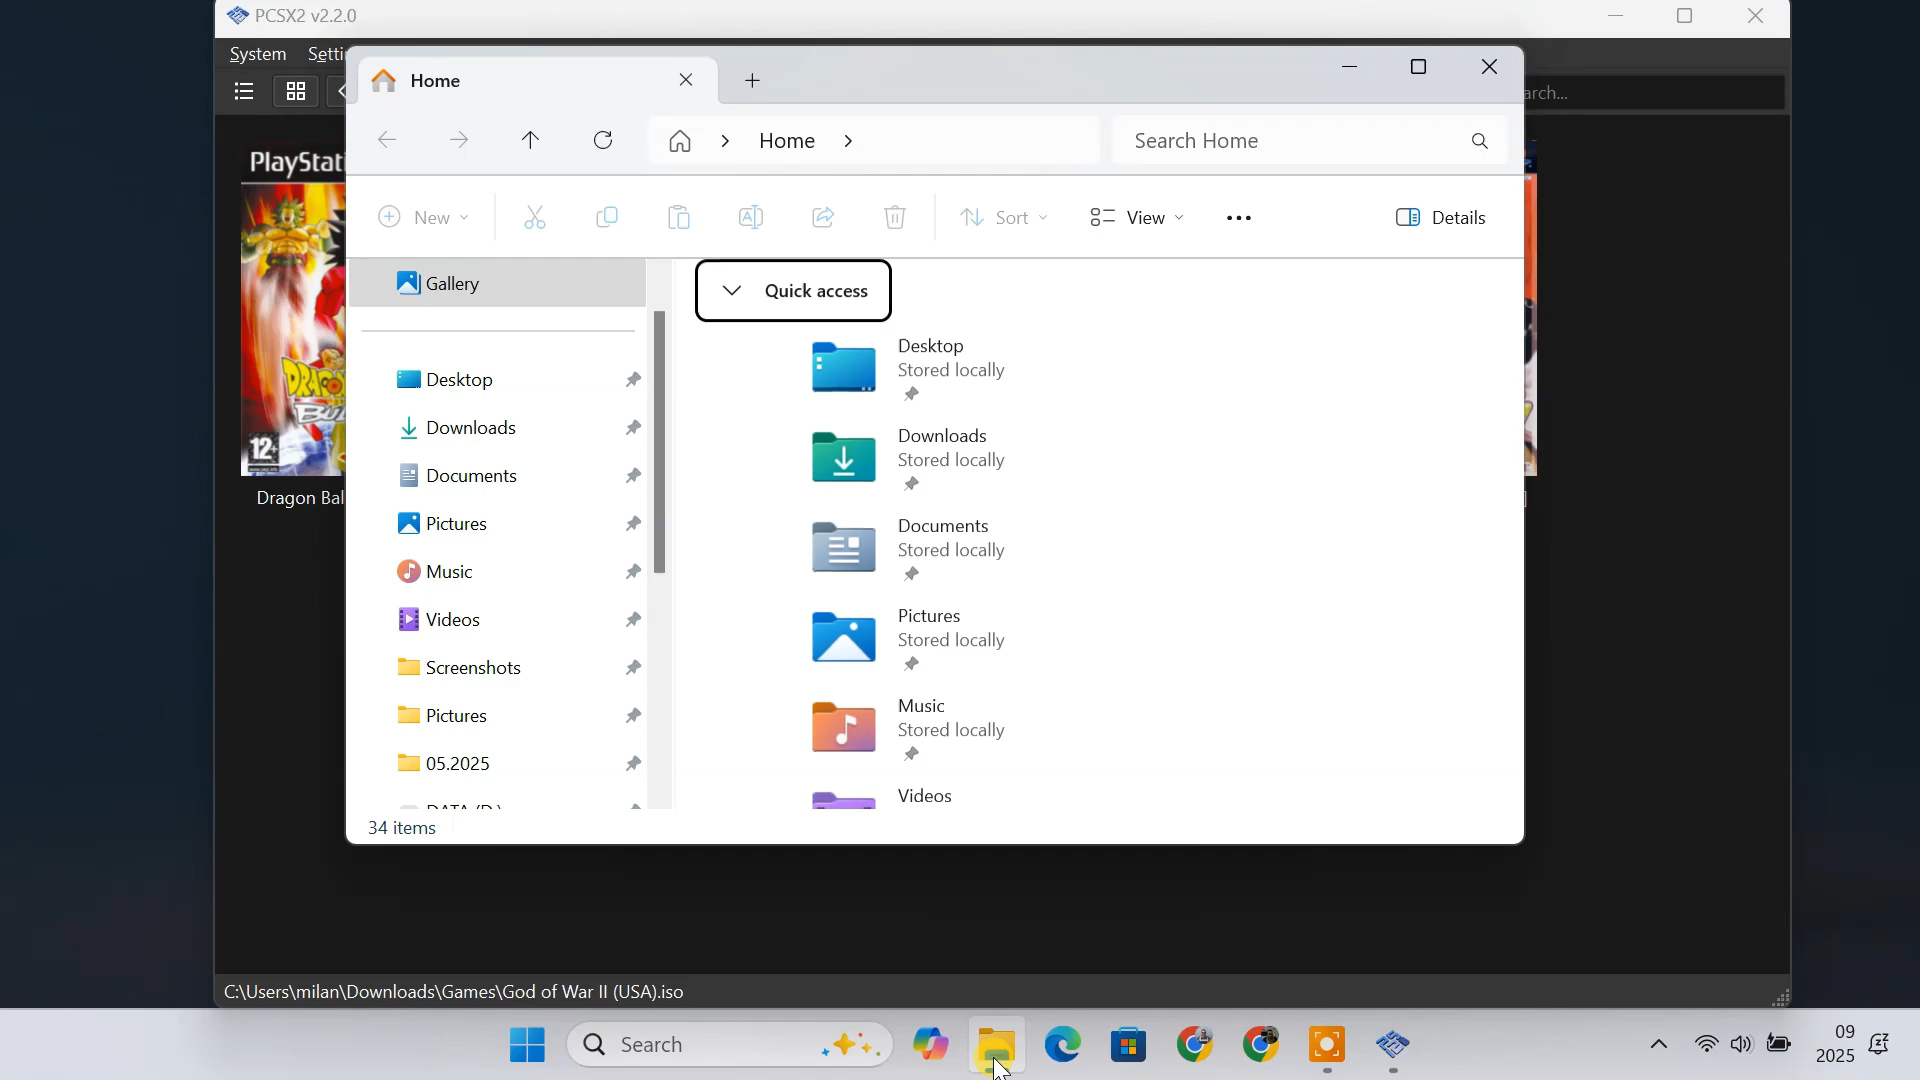 PCSX2 v2.2.0
System Setti
Home
arch...
Home
Search Home
New
Sort
View
Details
PlayStati
12+
Dragon Bal
Gallery
Desktop
Downloads
Documents
Pictures
Music
Videos
Screenshots
Pictures
05.2025
DATA (D:)
Quick access
Desktop
Stored locally
Downloads
Stored locally
Documents
Stored locally
Pictures
Stored locally
Music
Stored locally
Videos
34 items
C:\Users\milan\Downloads\Games\God of War II (USA).iso
Search
09
2025